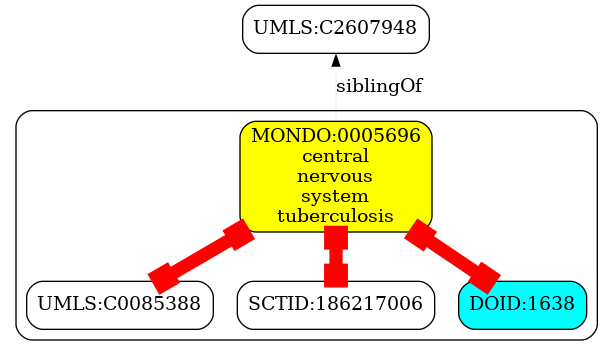 UMLS:C2607948
siblingOf
MONDO:0005696
central
nervous
system
tuberculosis
UMLS:C0085388
SCTID:186217006
DOID:1638